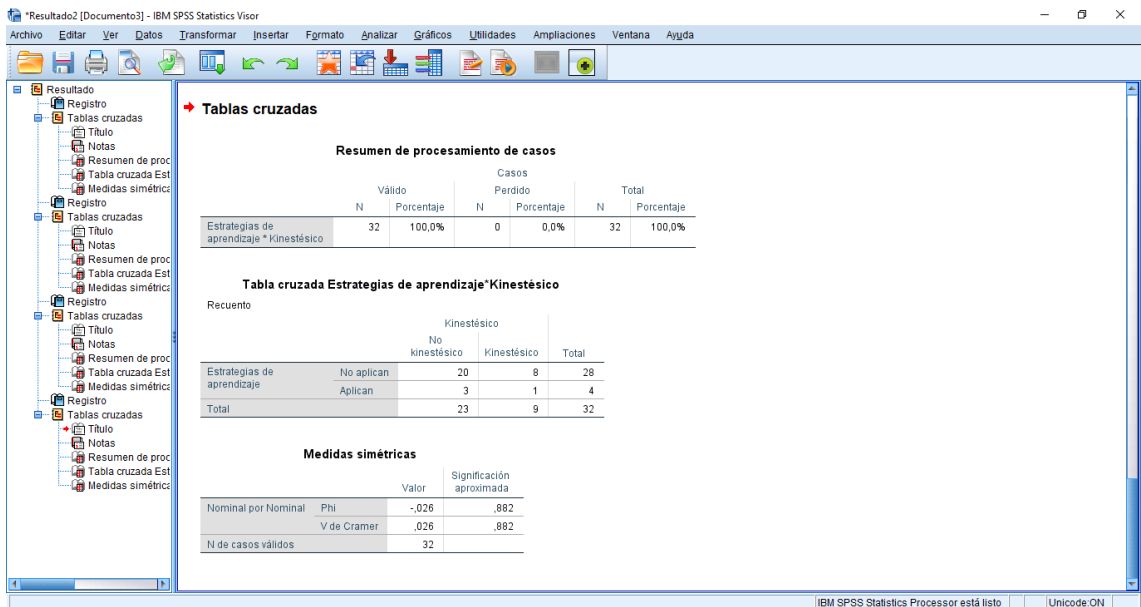 *Resultado2 [Documento3] - IBM SPSS Statistics Visor
Archivo Editar Ver Datos Transformar Insertar Formato Analizar Gráficos Utilidades Ampliaciones Ventana Ayuda
Resultado
Registro
Tablas cruzadas
Título
Notas
Resumen de proc
Tabla cruzada Est
Medidas simétrica
Registro
Tablas cruzadas
Título
Notas
Resumen de proc
Tabla cruzada Est
Medidas simétrica
Registro
Tablas cruzadas
Título
Notas
Resumen de proc
Tabla cruzada Est
Medidas simétrica
Registro
Tablas cruzadas
Título
Notas
Resumen de proc
Tabla cruzada Est
Medidas simétrica
Tablas cruzadas
Resumen de procesamiento de casos
Casos
Válido Perdido Total
N Porcentaje N Porcentaje N Porcentaje
Estrategias de
aprendizaje * Kinestésico 32 100,0% 0 0,0% 32 100,0%
Tabla cruzada Estrategias de aprendizaje*Kinestésico
Recuento
Kinestésico
No
kinestésico Kinestésico Total
Estrategias de
aprendizaje No aplican 20 8 28
Aplican 3 1 4
Total 23 9 32
Medidas simétricas
Significación
Valor aproximada
Nominal por Nominal Phi -,026 ,882
V de Cramer ,026 ,882
N de casos válidos 32
IBM SPSS Statistics Processor está listo Unicode:ON